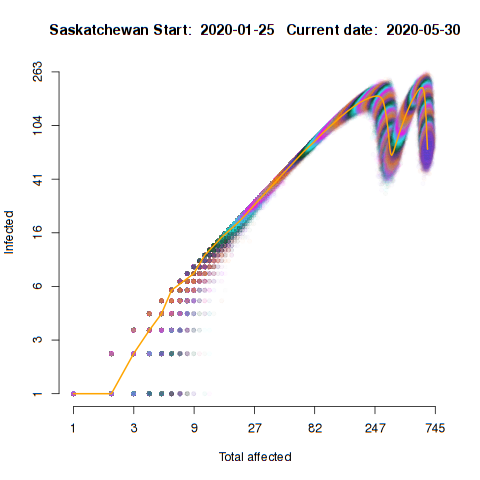 Saskatchewan Start: 2020-01-25 Current date: 2020-05-30
263
104
41
16
6
3
1
Infected
1 3 9 27 82 247 745
Total affected